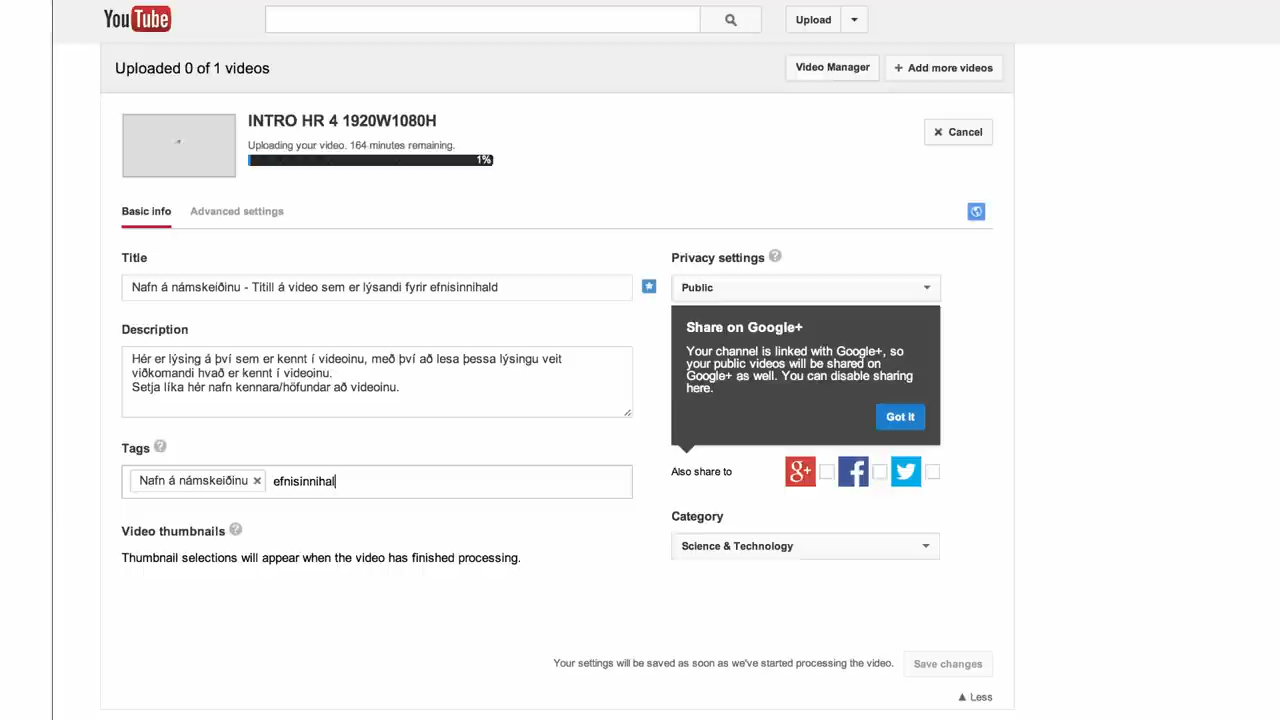 YouTube
Upload
Uploaded 0 of 1 videos
Video Manager
+ Add more videos
INTRO HR 4 1920W1080H
Uploading your video. 164 minutes remaining.
1%
Cancel
Basic info
Advanced settings
Title
Nafn á námskeiðinu - Titill á video sem er lýsandi fyrir efnisinnihald
Description
Hér er lýsing á því sem er kennt í videoinu, með því að lesa þessa lýsingu veit
viðkomandi hvað er kennt í videoinu.
Setja líka hér nafn kennara/höfundar að videoinu.
Tags ?
Nafn á námskeiðinu × efnisinnihal
Video thumbnails ?
Thumbnail selections will appear when the video has finished processing.
Privacy settings ?
Public
Share on Google+
Your channel is linked with Google+, so
your public videos will be shared on
Google+ as well. You can disable sharing
here.
Got it
Also share to
g+
f
Category
Science & Technology
Your settings will be saved as soon as we've started processing the video.
Save changes
▲ Less